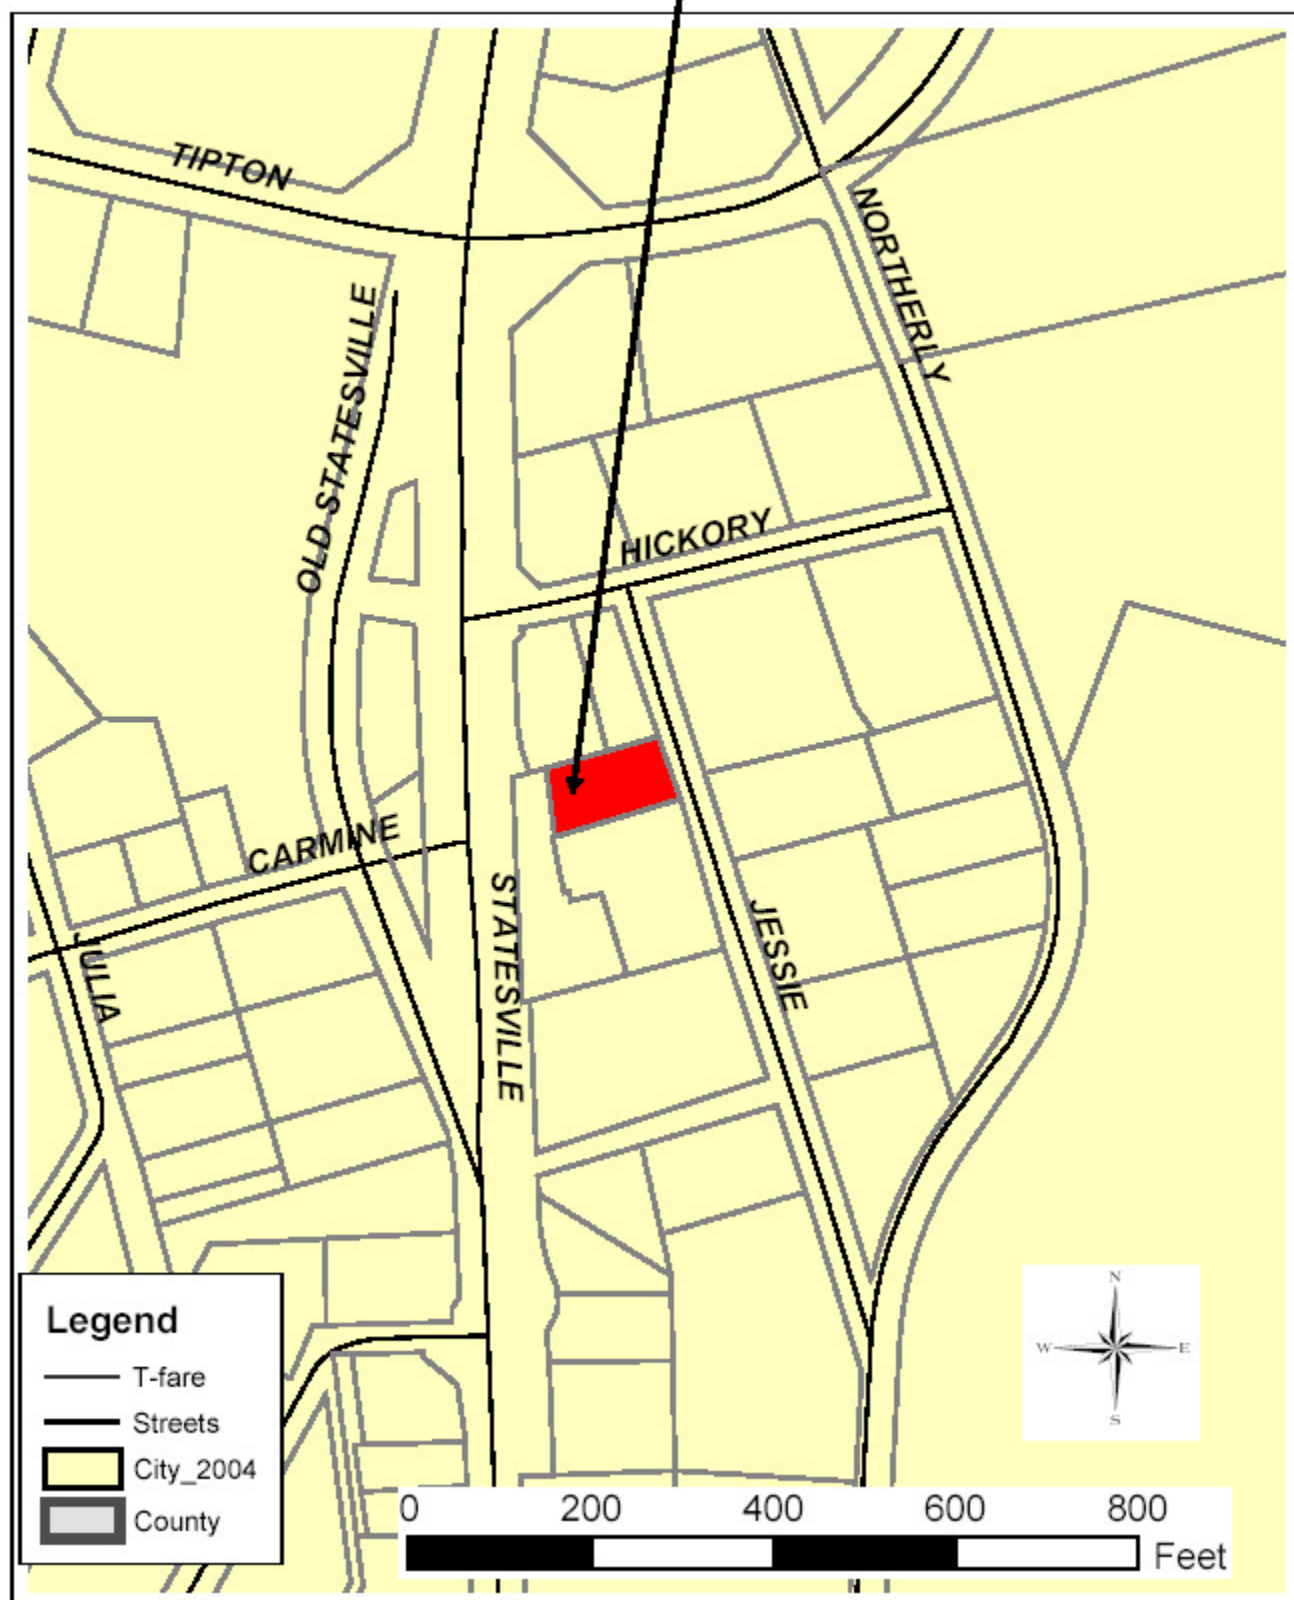 TIPTON
NORTHERLY
OLD STATESVILLE
HICKORY
CARMINE
STATESVILLE
JESSIE
JULIA
N
W
E
S
Legend
T-fare
Streets
City_2004
County
0 200 400 600 800
Feet